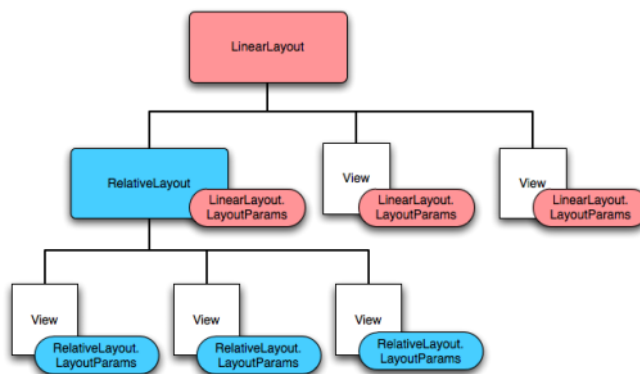 LinearLayout
RelativeLayout
LinearLayout.
LayoutParams
View
LinearLayout.
LayoutParams
View
LinearLayout.
LayoutParams
View
RelativeLayout.
LayoutParams
View
RelativeLayout.
LayoutParams
View
RelativeLayout.
LayoutParams